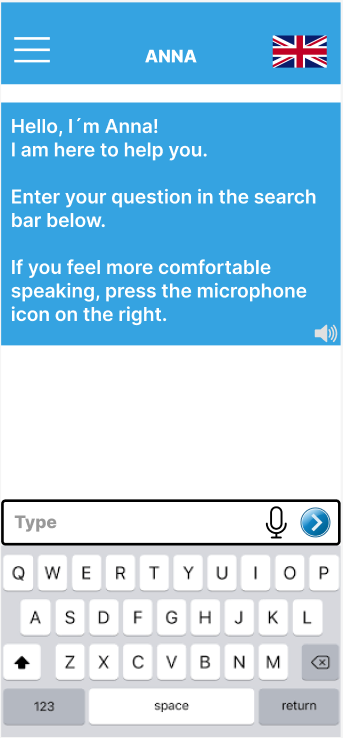 ANNA
Hello, I´m Anna!
I am here to help you.
Enter your question in the search
bar below.
If you feel more comfortable
speaking, press the microphone
icon on the right.
Type
Q W E R T Y U I O P
A S D F G H J K L
Z X C V B N M
123 space return